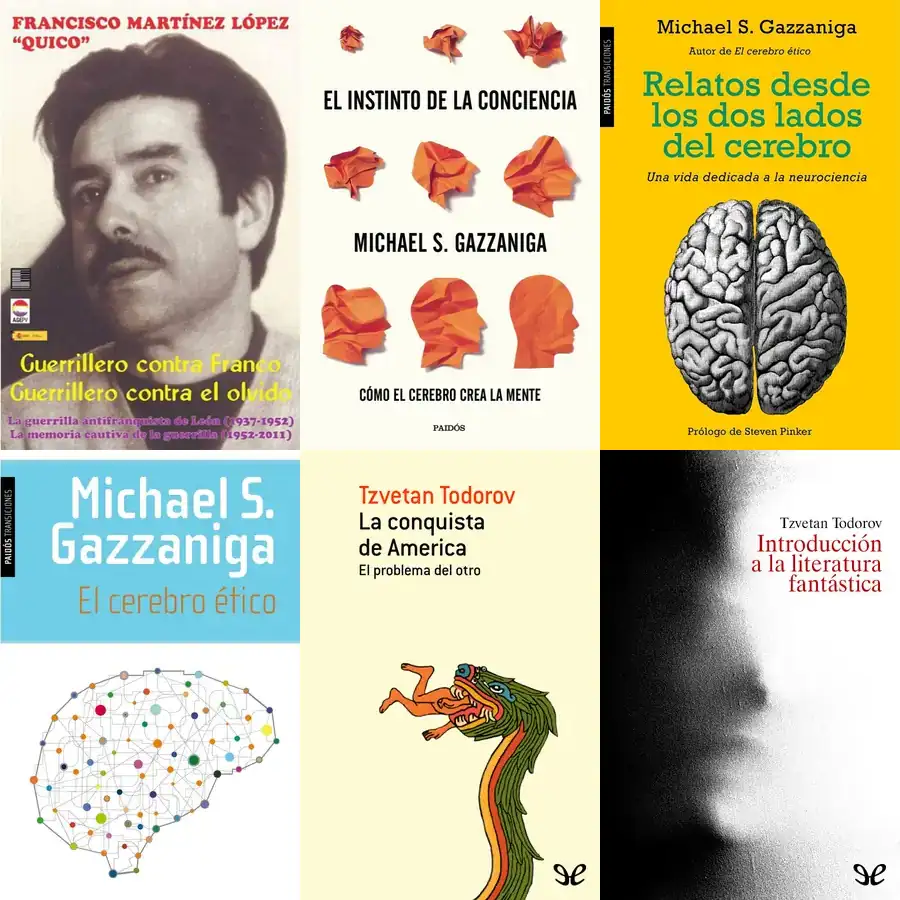 FRANCISCO MARTÍNEZ LÓPEZ
“QUICO”
AGEPV
Guerrillero contra Franco
Guerrillero contra el olvido
La guerrilla antifranquista de León (1937-1952)
La memoria cautiva de la guerrilla (1952-2011)
EL INSTINTO DE LA CONCIENCIA
MICHAEL S. GAZZANIGA
CÓMO EL CEREBRO CREA LA MENTE
PAIDÓS
PAIDÓS TRANSICIONES
Michael S. Gazzaniga
Autor de El cerebro ético
Relatos desde
los dos lados
del cerebro
Una vida dedicada a la neurociencia
Prólogo de Steven Pinker
PAIDÓS TRANSICIONES
Michael S.
Gazzaniga
El cerebro ético
Tzvetan Todorov
La conquista
de America
El problema del otro
Tzvetan Todorov
Introducción
a la literatura
fantástica